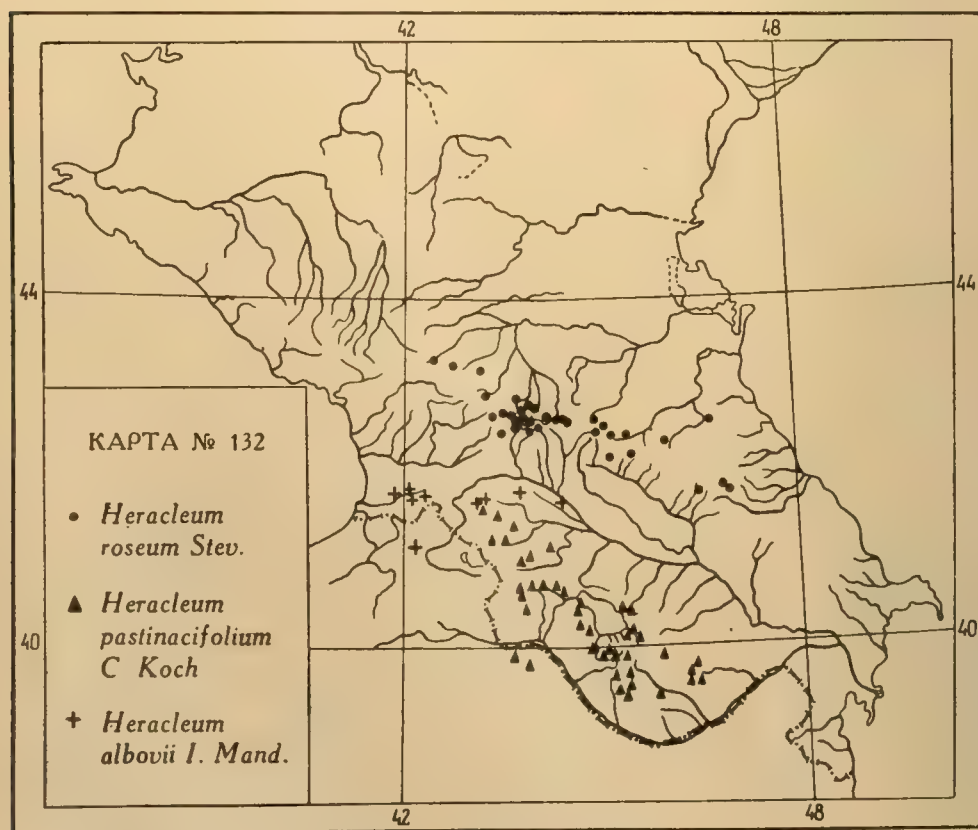 42 48
44 44
КАРТА № 132
Heracleum
roseum Stev.
Heracleum
pastinacifolium
C Koch
40 40
Heracleum
albovii I. Mand.
42 48